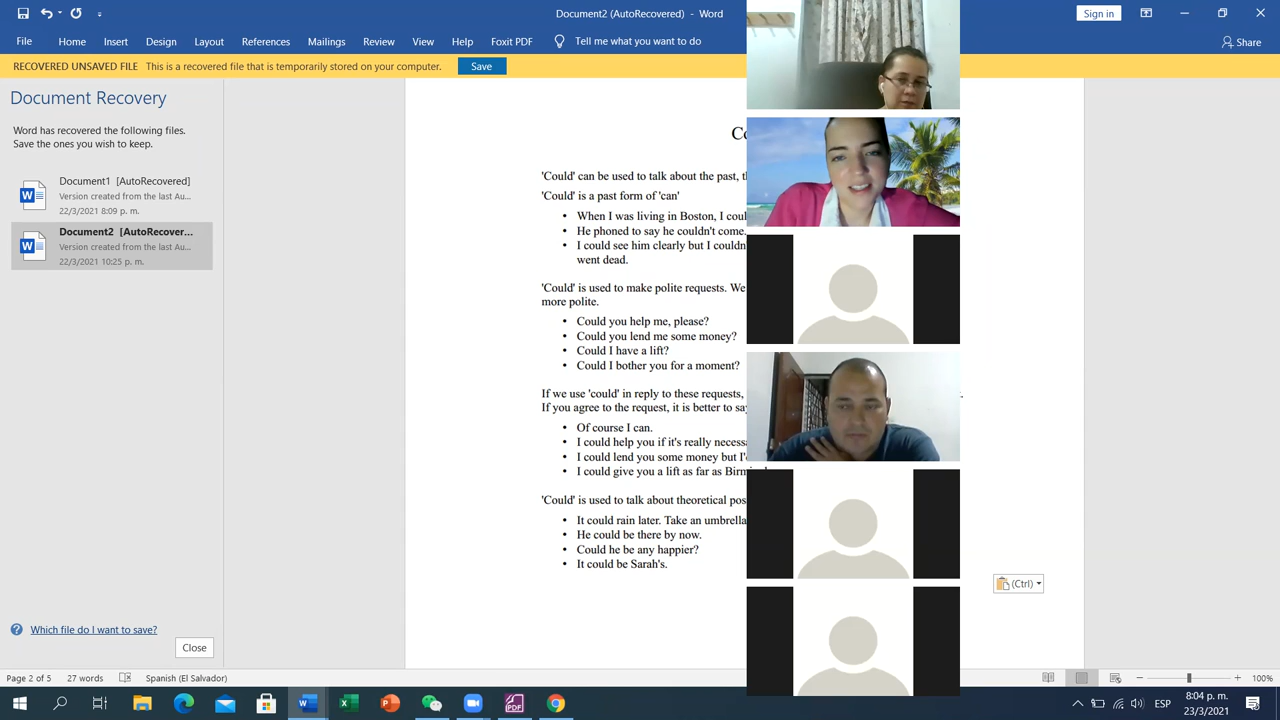 Document2 (AutoRecovered) - Word
Sign in
File Home Insert Design Layout References Mailings Review View Help Foxit PDF Tell me what you want to do
Share
RECOVERED UNSAVED FILE This is a recovered file that is temporarily stored on your computer. Save
Document Recovery
Word has recovered the following files.
Save the ones you wish to keep.
Document1 [AutoRecovered]
Version created from the last Au...
22/3/2021 8:09 p. m.
Document2 [AutoRecover...
Version created from the last Au...
22/3/2021 10:25 p. m.
Which file do I want to save?
Close
'Could' can be used to talk about the past,
'Could' is a past form of 'can'
• When I was living in Boston, I
• He phoned to say he couldn't come.
• I could see him clearly but I
went dead.
'Could' is used to make polite requests. We
more polite.
• Could you help me, please?
• Could you lend me some money?
• Could I have a lift?
• Could I bother you for a moment?
If we use 'could' in reply to these requests,
If you agree to the request, it is better to
• Of course I can.
• I could help you if it's really
• I could lend you some money but
• I could give you a lift as far as
'Could' is used to talk about theoretical
• It could rain later. Take an
• He could be there by now.
• Could he be any happier?
• It could be Sarah's.
(Ctrl)
Page 2 of 5 27 words Spanish (El Salvador)
100%
ESP
8:04 p. m.
23/3/2021